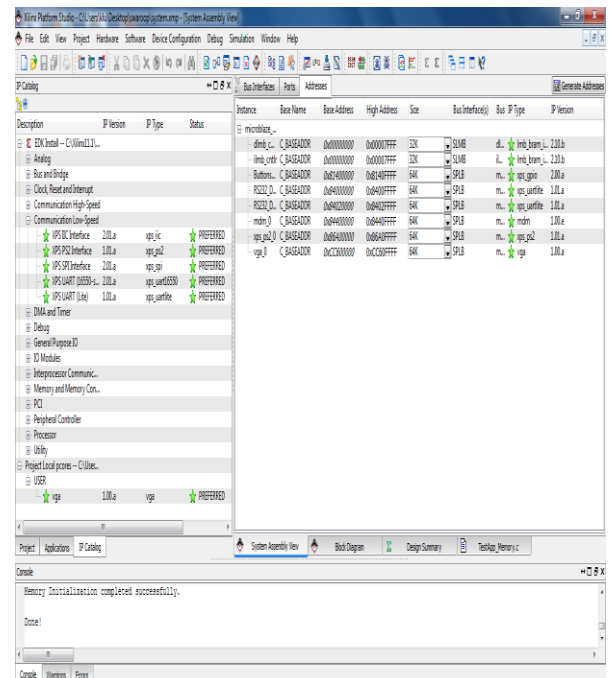 Xilinx Platform Studio - C:\Users\klu\Desktop\swaroop\system.xmp - [System Assembly View]
File Edit View Project Hardware Software Device Configuration Debug Simulation Window Help
IP Catalog
Bus Interfaces Ports Addresses Generate Addresses
Description IP Version IP Type Status
EDK Install -- C:\Xilinx\11.1\...
Analog
Bus and Bridge
Clock, Reset and Interrupt
Communication High-Speed
Communication Low-Speed
XPS IIC Interface 2.01.a xps_iic PREFERRED
XPS PS2 Interface 1.01.a xps_ps2 PREFERRED
XPS SPI Interface 2.01.a xps_spi PREFERRED
XPS UART (16550-s... 2.01.a xps_uart16550 PREFERRED
XPS UART (Lite) 1.01.a xps_uartlite PREFERRED
DMA and Timer
Debug
General Purpose IO
IO Modules
Interprocessor Communic...
Memory and Memory Con...
PCI
Peripheral Controller
Processor
Utility
Project Local pcores -- C:\User...
USER
vga 1.00.a vga PREFERRED
Instance Base Name Base Address High Address Size Bus Interface(s) Bus IP Type IP Version
microblaze_...
dlmb_c... C_BASEADDR 0x00000000 0x00007FFF 32K SLMB dl... lmb_bram_i... 2.10.b
ilmb_cntlr C_BASEADDR 0x00000000 0x00007FFF 32K SLMB il... lmb_bram_i... 2.10.b
Buttons... C_BASEADDR 0x81400000 0x8140FFFF 64K SPLB m... xps_gpio 2.00.a
RS232_D... C_BASEADDR 0x84000000 0x8400FFFF 64K SPLB m... xps_uartlite 1.01.a
RS232_D... C_BASEADDR 0x84020000 0x8402FFFF 64K SPLB m... xps_uartlite 1.01.a
mdm_0 C_BASEADDR 0x84400000 0x8440FFFF 64K SPLB m... mdm 1.00.e
xps_ps2_0 C_BASEADDR 0x86A00000 0x86A0FFFF 64K SPLB m... xps_ps2 1.01.a
vga_0 C_BASEADDR 0xCC600000 0xCC60FFFF 64K SPLB m... vga 1.00.a
Project Applications IP Catalog
System Assembly View Block Diagram Design Summary TestApp_Memory.c
Console
Memory Initialization completed successfully.
Done!
Console Warnings Errors